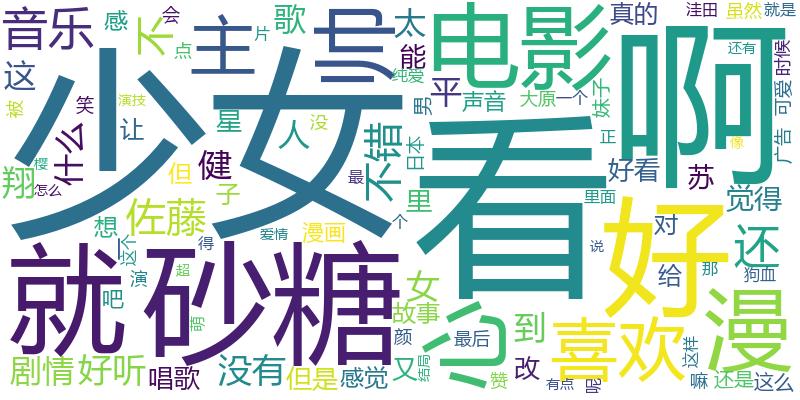 音乐
感
会
不
主
帅
歌
太
电影
真的
洼田
虽然
就是
点
片
能
纯爱
还有
这
少女
啊
时候
被
笑
演技
没
男
平
声音
大原
一个
妹子
可爱
什么
让
星
人
不错
日本
正
广告
像
翔
樱
但
健
看
好看
苏
怎么
子
最
里
里面
觉得
想
佐藤
好
对
还
这个
得
爱情
漫画
个
说
给
那
狗血
就
砂糖
心
演
超
女
吧
萌
故事
到
喜欢
漫
颜
最后
这样
剧情
好听
唱歌
没有
但是
感觉
又
结局
赞
改
有点
呢
嘛
还是
这么